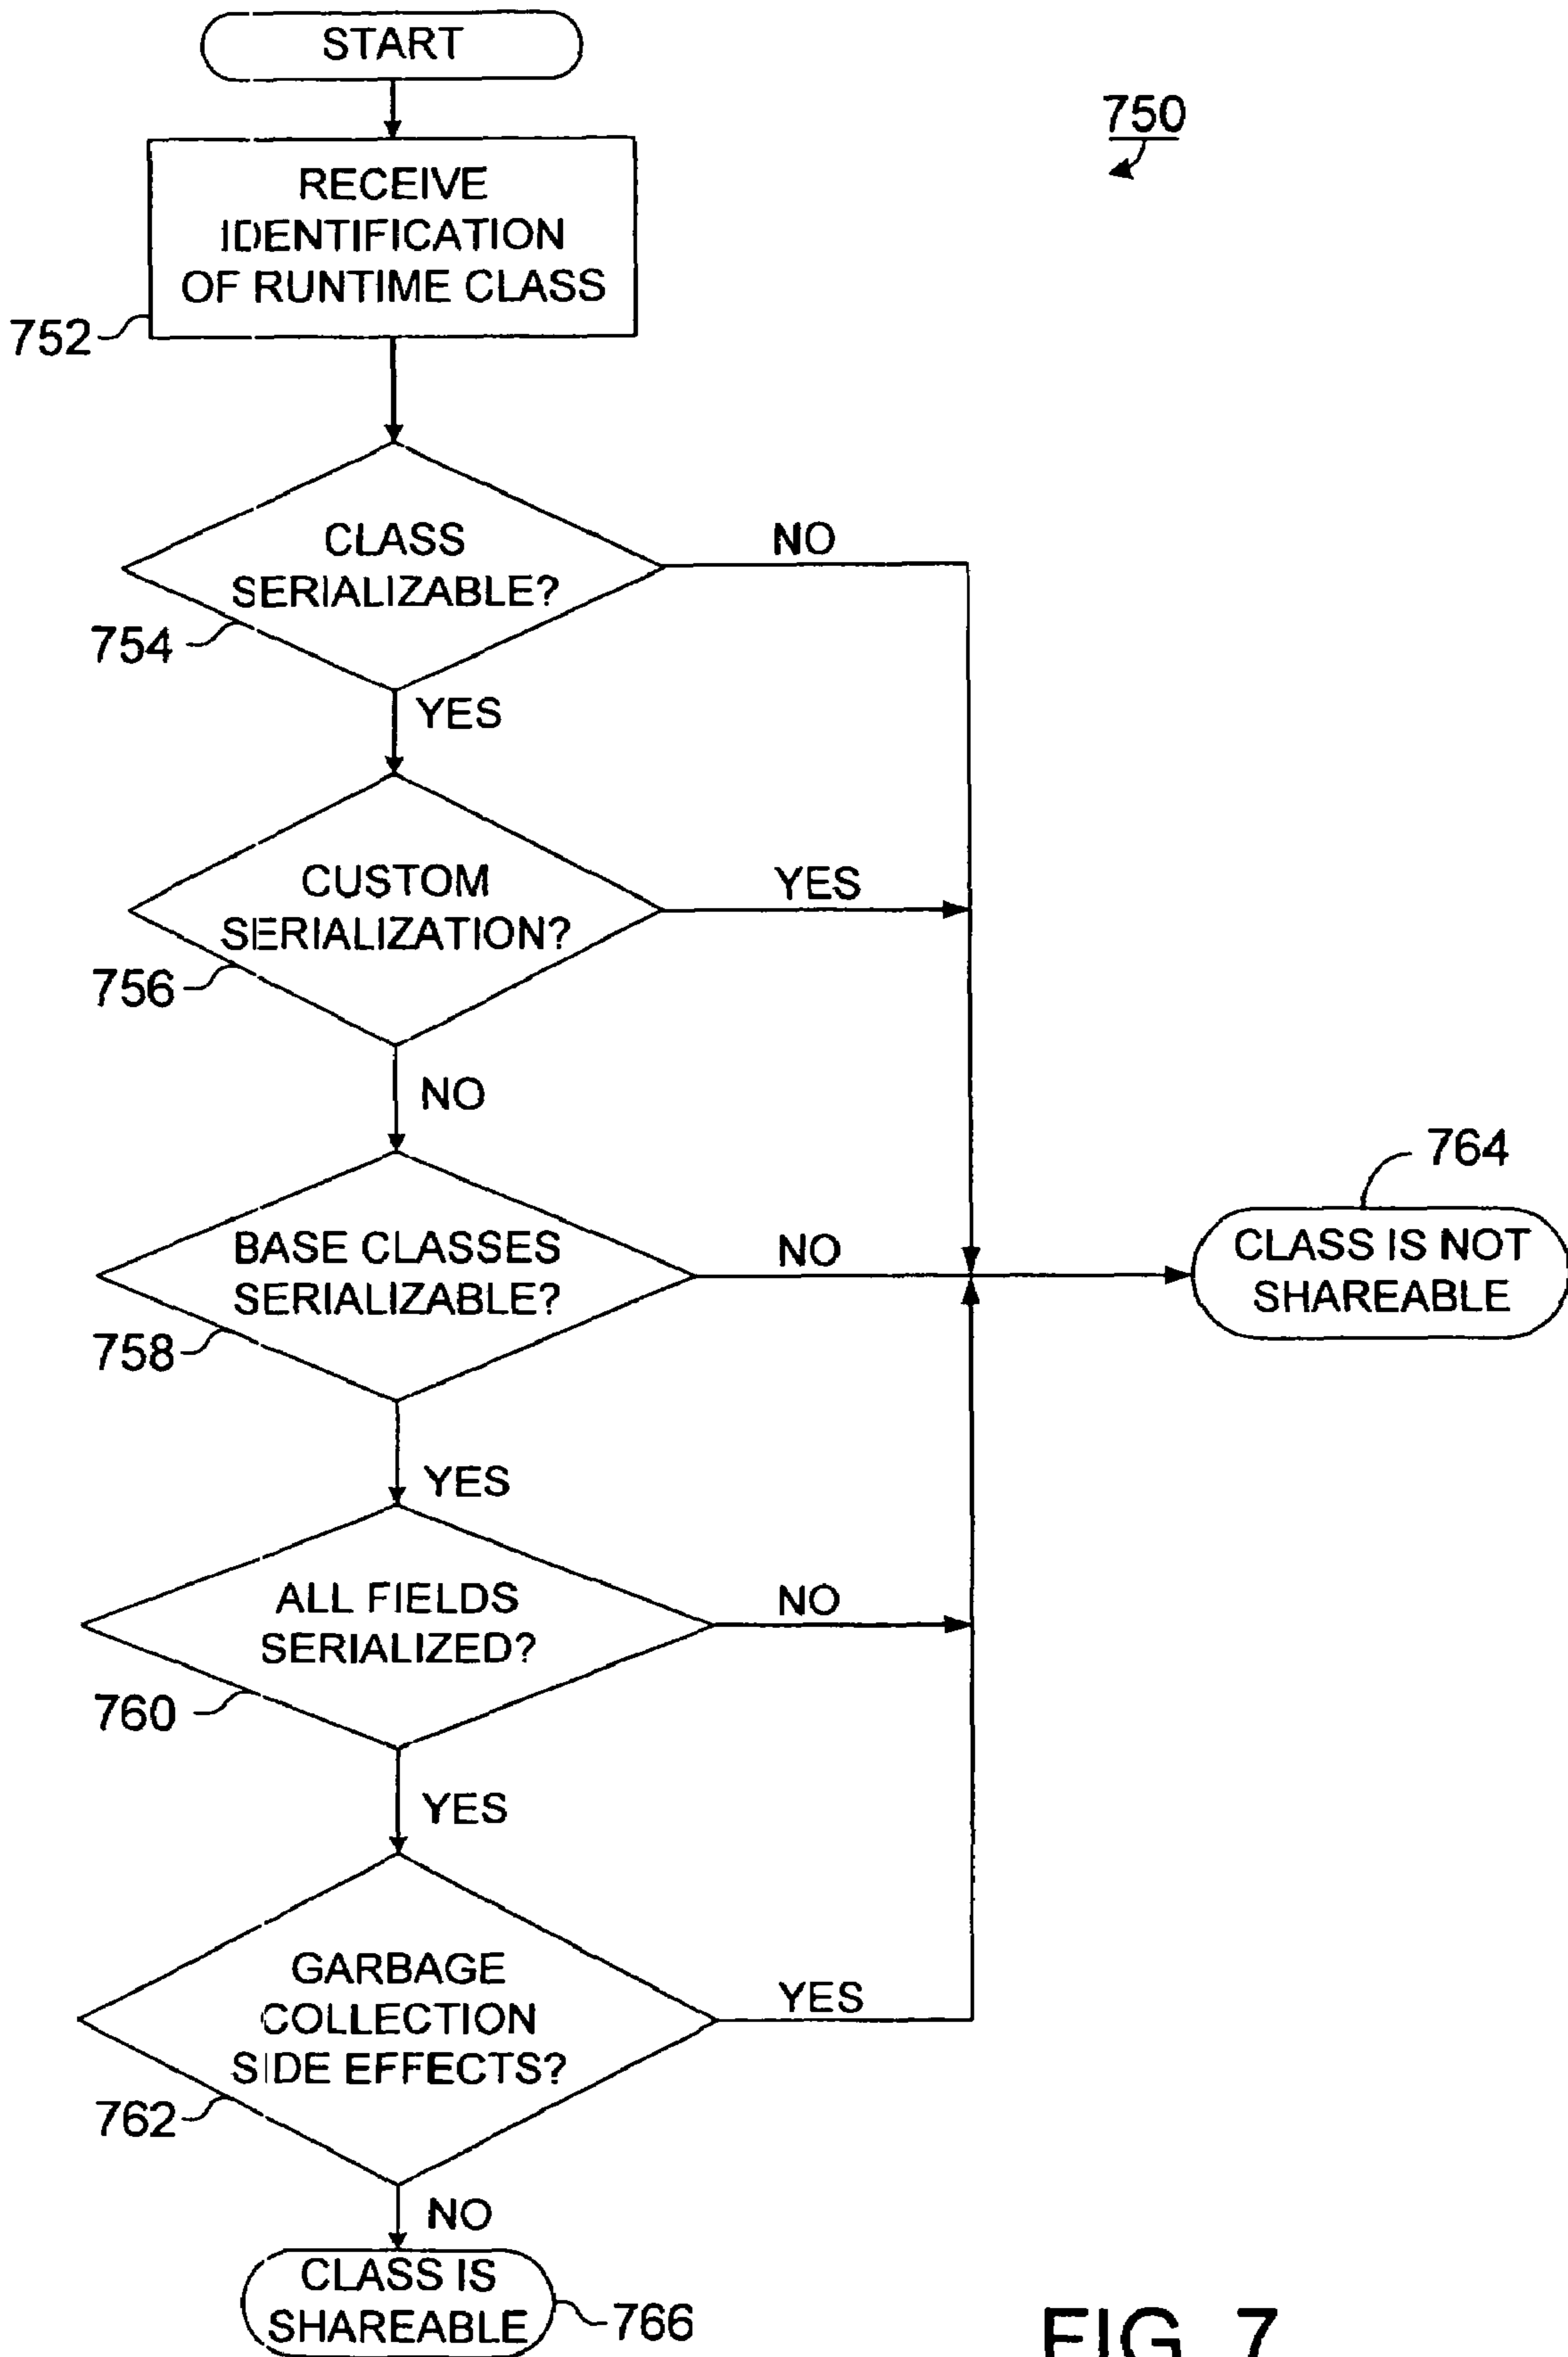 START
750
RECEIVE
IDENTIFICATION
OF RUNTIME CLASS
752
CLASS
SERIALIZABLE?
NO
754
YES
CUSTOM
SERIALIZATION?
YES
756
NO
764
BASE CLASSES
SERIALIZABLE?
NO
CLASS IS NOT
SHAREABLE
758
YES
ALL FIELDS
SERIALIZED?
NO
760
YES
GARBAGE
COLLECTION
SIDE EFFECTS?
YES
762
NO
CLASS IS
SHAREABLE
766
FIG. 7